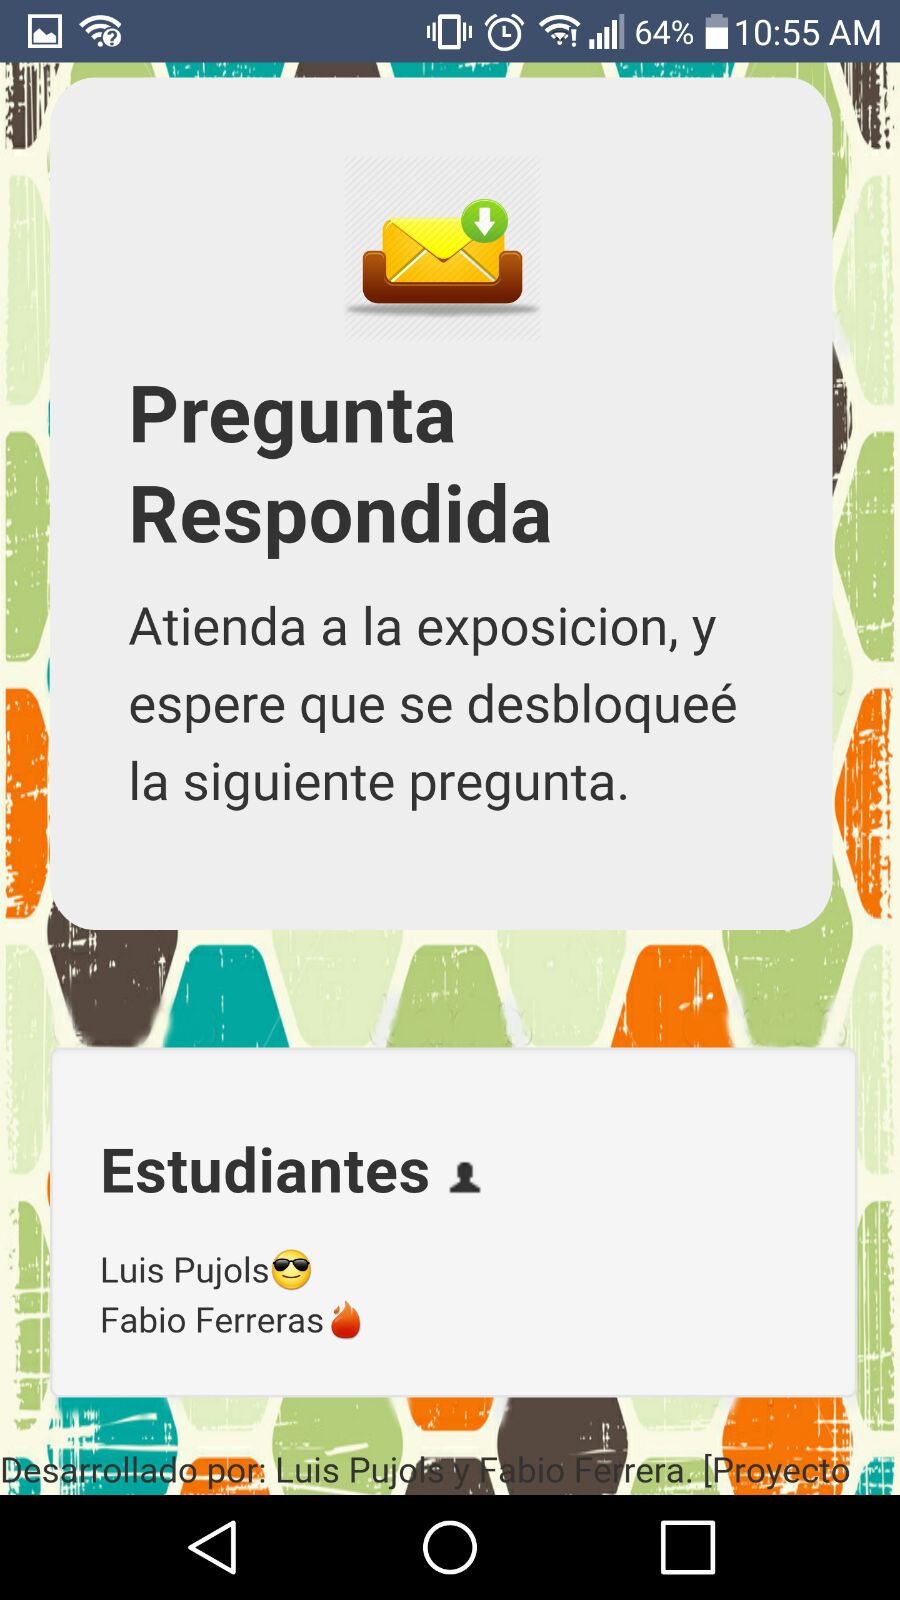 64% 10:55 AM
Pregunta
Respondida
Atienda a la exposicion, y
espere que se desbloqueé
la siguiente pregunta.
Estudiantes
Luis Pujols😎
Fabio Ferreras🔥
Desarrollado por: Luis Pujols y Fabio Ferrera. [Proyecto